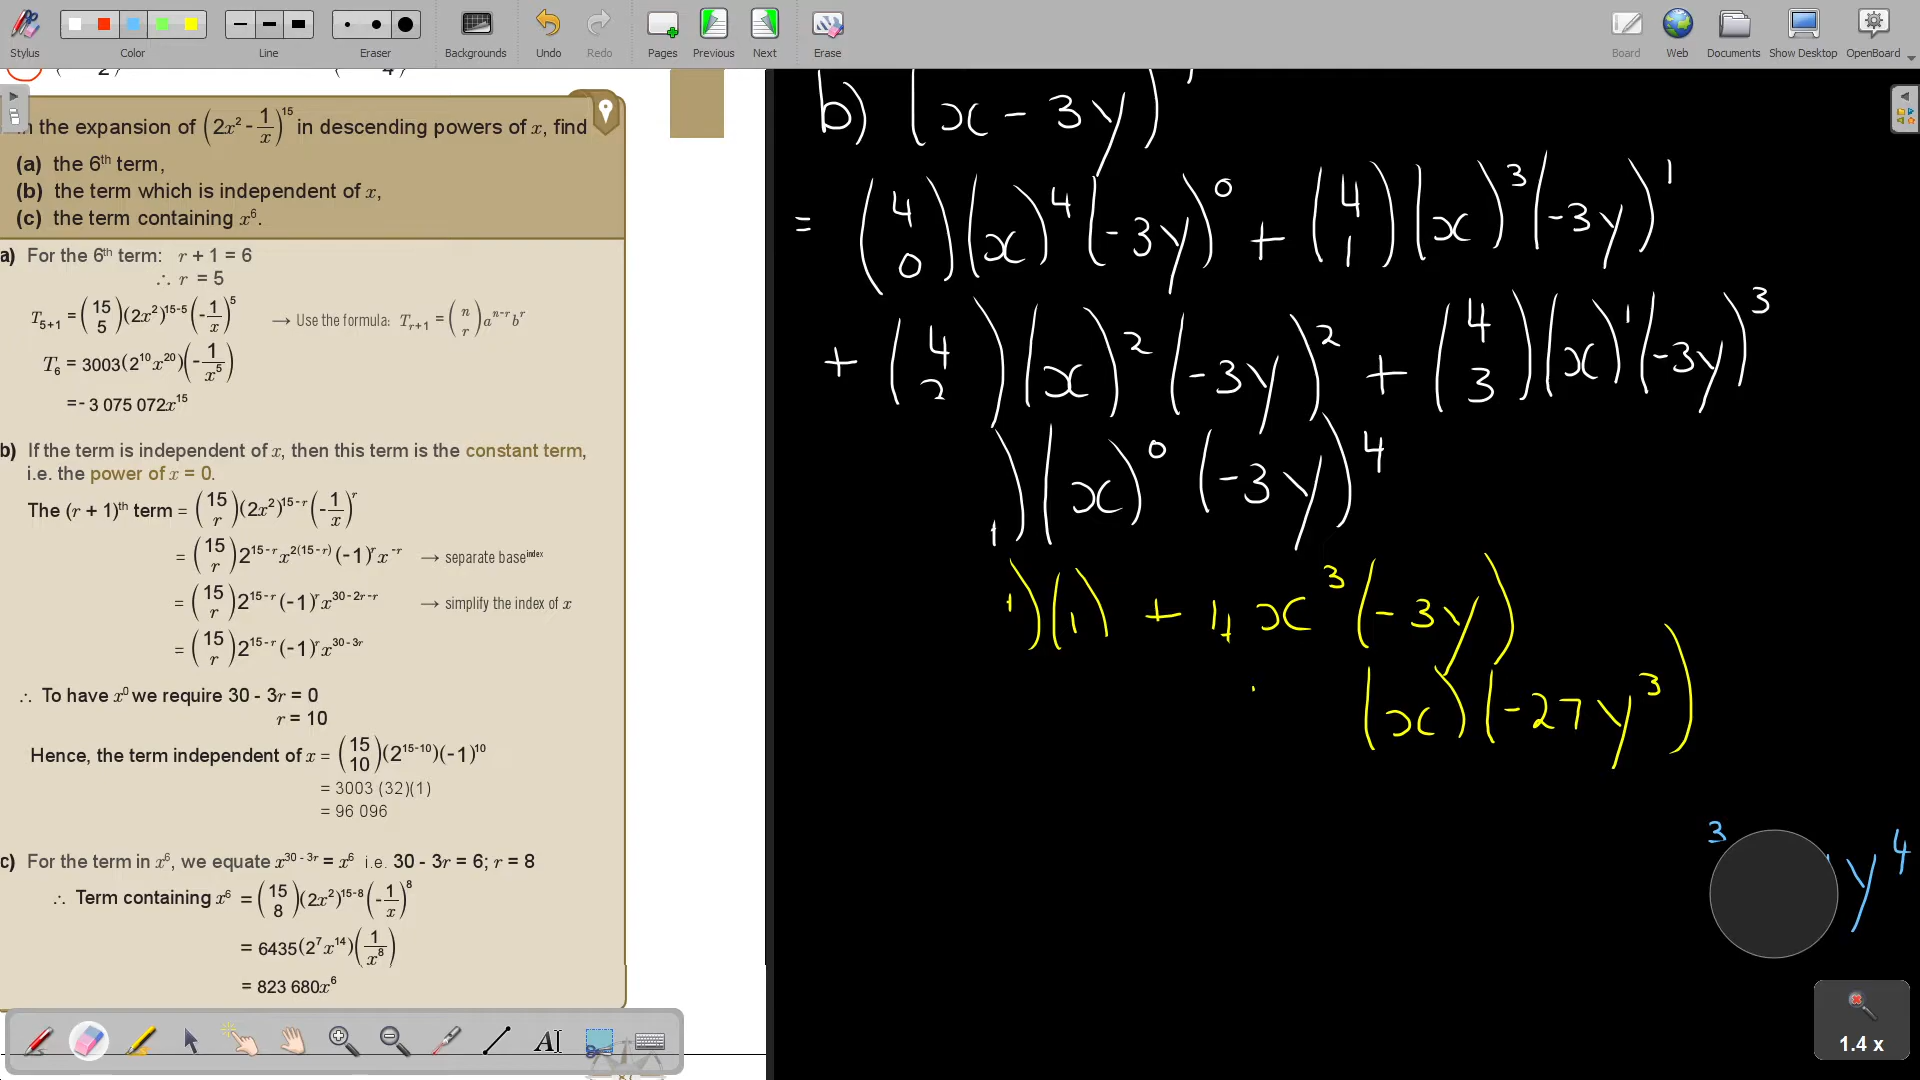 Stylus
Color
Line
Eraser
Backgrounds
Undo
Redo
Pages
Previous
Next
Erase
Board
Web
Documents
Show Desktop
OpenBoard
n the expansion of (2x² - 1/x)¹⁵ in descending powers of x, find
(a) the 6th term,
(b) the term which is independent of x,
(c) the term containing x⁶.
a) For the 6th term: r + 1 = 6
∴ r = 5
T₅₊₁ = (15 5)(2x²)¹⁵⁻⁵(-1/x)⁵ → Use the formula: Tᵣ₊₁ = (n r) aⁿ⁻ʳ bʳ
T₆ = 3003(2¹⁰x²⁰)(-1/x⁵)
= - 3 075 072x¹⁵
b) If the term is independent of x, then this term is the constant term,
i.e. the power of x = 0.
The (r + 1)th term = (15 r)(2x²)¹⁵⁻ʳ(-1/x)ʳ
= (15 r) 2¹⁵⁻ʳ x²⁽¹⁵⁻ʳ⁾ (-1)ʳ x⁻ʳ → separate base^index
= (15 r) 2¹⁵⁻ʳ (-1)ʳ x³⁰⁻²ʳ⁻ʳ → simplify the index of x
= (15 r) 2¹⁵⁻ʳ (-1)ʳ x³⁰⁻³ʳ
∴ To have x⁰ we require 30 - 3r = 0
r = 10
Hence, the term independent of x = (15 10)(2¹⁵⁻¹⁰)(-1)¹⁰
= 3003 (32)(1)
= 96 096
c) For the term in x⁶, we equate x³⁰⁻³ʳ = x⁶ i.e. 30 - 3r = 6; r = 8
∴ Term containing x⁶ = (15 8)(2x²)¹⁵⁻⁸(-1/x)⁸
= 6435(2⁷x¹⁴)(1/x⁸)
= 823 680x⁶
b) (x - 3y)
= (4 0)(x)⁴(-3y)⁰ + (4 1)(x)³(-3y)¹
+ (4 2)(x)²(-3y)² + (4 3)(x)¹(-3y)³
)(x)⁰(-3y)⁴
)(1) + 4x³(-3y)
(x)(-27y³)
3 y⁴
1.4 x